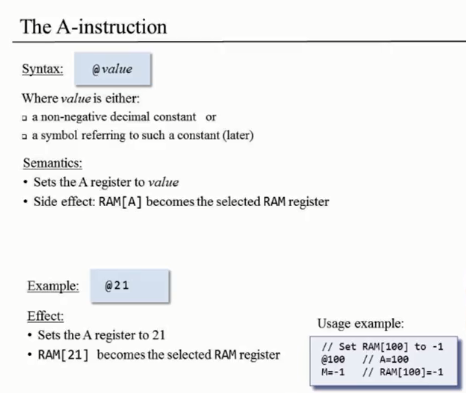 The A-instruction
Syntax: @value
Where value is either:
❑ a non-negative decimal constant or
❑ a symbol referring to such a constant (later)
Semantics:
• Sets the A register to value
• Side effect: RAM[A] becomes the selected RAM register
Example: @21
Effect:
• Sets the A register to 21
• RAM[21] becomes the selected RAM register
Usage example:
// Set RAM[100] to -1
@100 // A=100
M=-1 // RAM[100]=-1